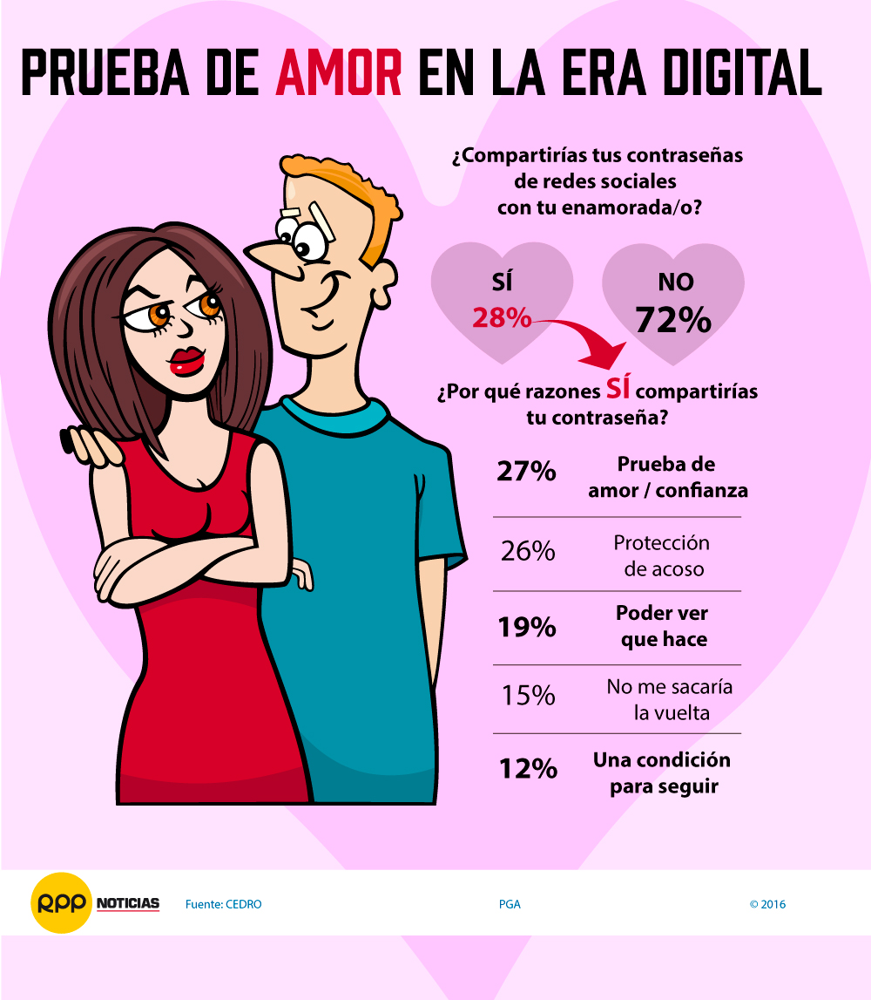 PRUEBA DE AMOR EN LA ERA DIGITAL
¿Compartirías tus contraseñas
de redes sociales
con tu enamorada/o?
SÍ
28%
NO
72%
¿Por qué razones SÍ compartirías
tu contraseña?
27%
Prueba de
amor / confianza
26%
Protección
de acoso
19%
Poder ver
que hace
15%
No me sacaría
la vuelta
12%
Una condición
para seguir
RPP NOTICIAS
Fuente: CEDRO
PGA
© 2016